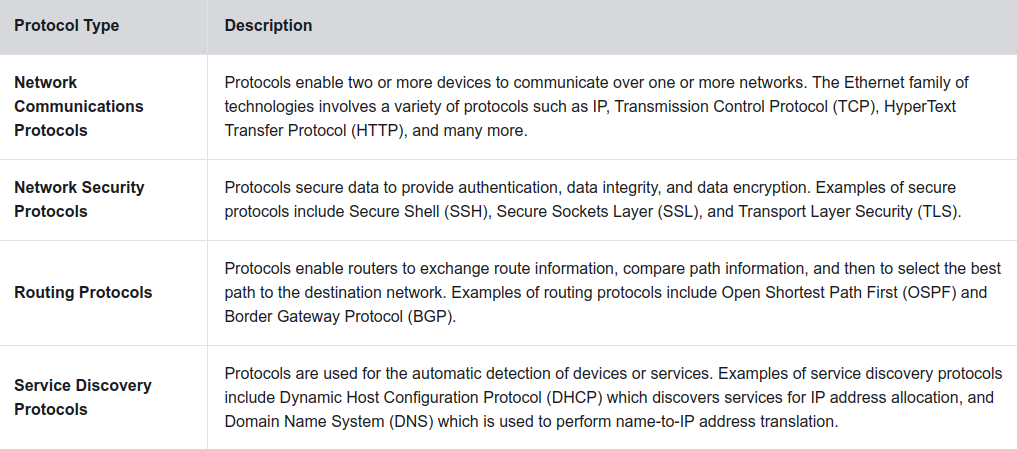 Protocol Type
Description
Network
Communications
Protocols
Protocols enable two or more devices to communicate over one or more networks. The Ethernet family of
technologies involves a variety of protocols such as IP, Transmission Control Protocol (TCP), HyperText
Transfer Protocol (HTTP), and many more.
Network Security
Protocols
Protocols secure data to provide authentication, data integrity, and data encryption. Examples of secure
protocols include Secure Shell (SSH), Secure Sockets Layer (SSL), and Transport Layer Security (TLS).
Routing Protocols
Protocols enable routers to exchange route information, compare path information, and then to select the best
path to the destination network. Examples of routing protocols include Open Shortest Path First (OSPF) and
Border Gateway Protocol (BGP).
Service Discovery
Protocols
Protocols are used for the automatic detection of devices or services. Examples of service discovery protocols
include Dynamic Host Configuration Protocol (DHCP) which discovers services for IP address allocation, and
Domain Name System (DNS) which is used to perform name-to-IP address translation.